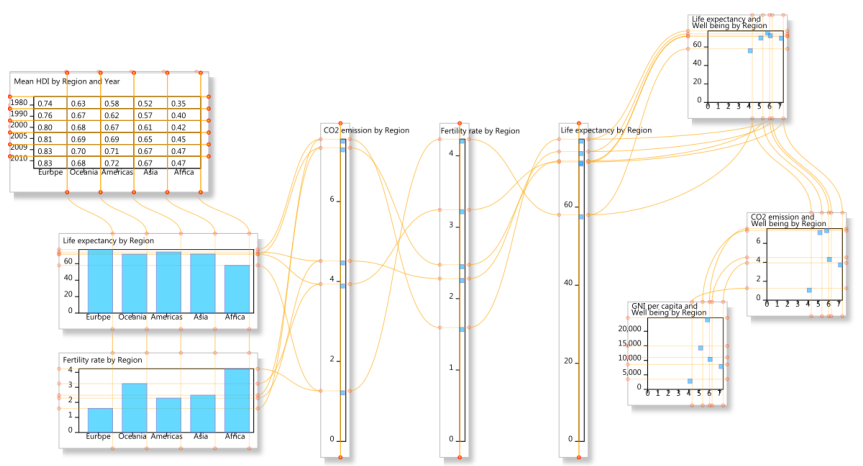 Life expectancy and
Well being by Region
60
40
20
0
0 1 2 3 4 5 6 7
Mean HDI by Region and Year
1980 0.74 0.63 0.58 0.52 0.35
1990 0.76 0.67 0.62 0.57 0.40
2000 0.80 0.68 0.67 0.61 0.42
2005 0.81 0.69 0.69 0.65 0.45
2009 0.83 0.70 0.71 0.67 0.47
2010 0.83 0.68 0.72 0.67 0.47
Europe Oceania Americas Asia Africa
CO2 emission by Region
6
4
2
0
Fertility rate by Region
4
3
2
1
0
Life expectancy by Region
60
40
20
0
Life expectancy by Region
60
40
20
0
Europe Oceania Americas Asia Africa
CO2 emission and
Well being by Region
6
4
2
0
0 1 2 3 4 5 6 7
GNI per capita and
Well being by Region
20,000
15,000
10,000
5,000
0
0 1 2 3 4 5 6 7
Fertility rate by Region
4
3
2
1
0
Europe Oceania Americas Asia Africa